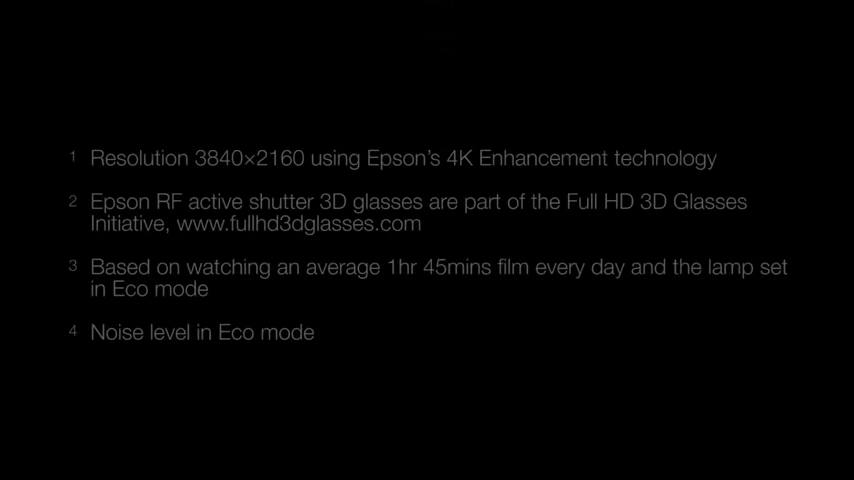 1 Resolution 3840×2160 using Epson's 4K Enhancement technology
2 Epson RF active shutter 3D glasses are part of the Full HD 3D Glasses
Initiative, www.fullhd3dglasses.com
3 Based on watching an average 1hr 45mins film every day and the lamp set
in Eco mode
4 Noise level in Eco mode